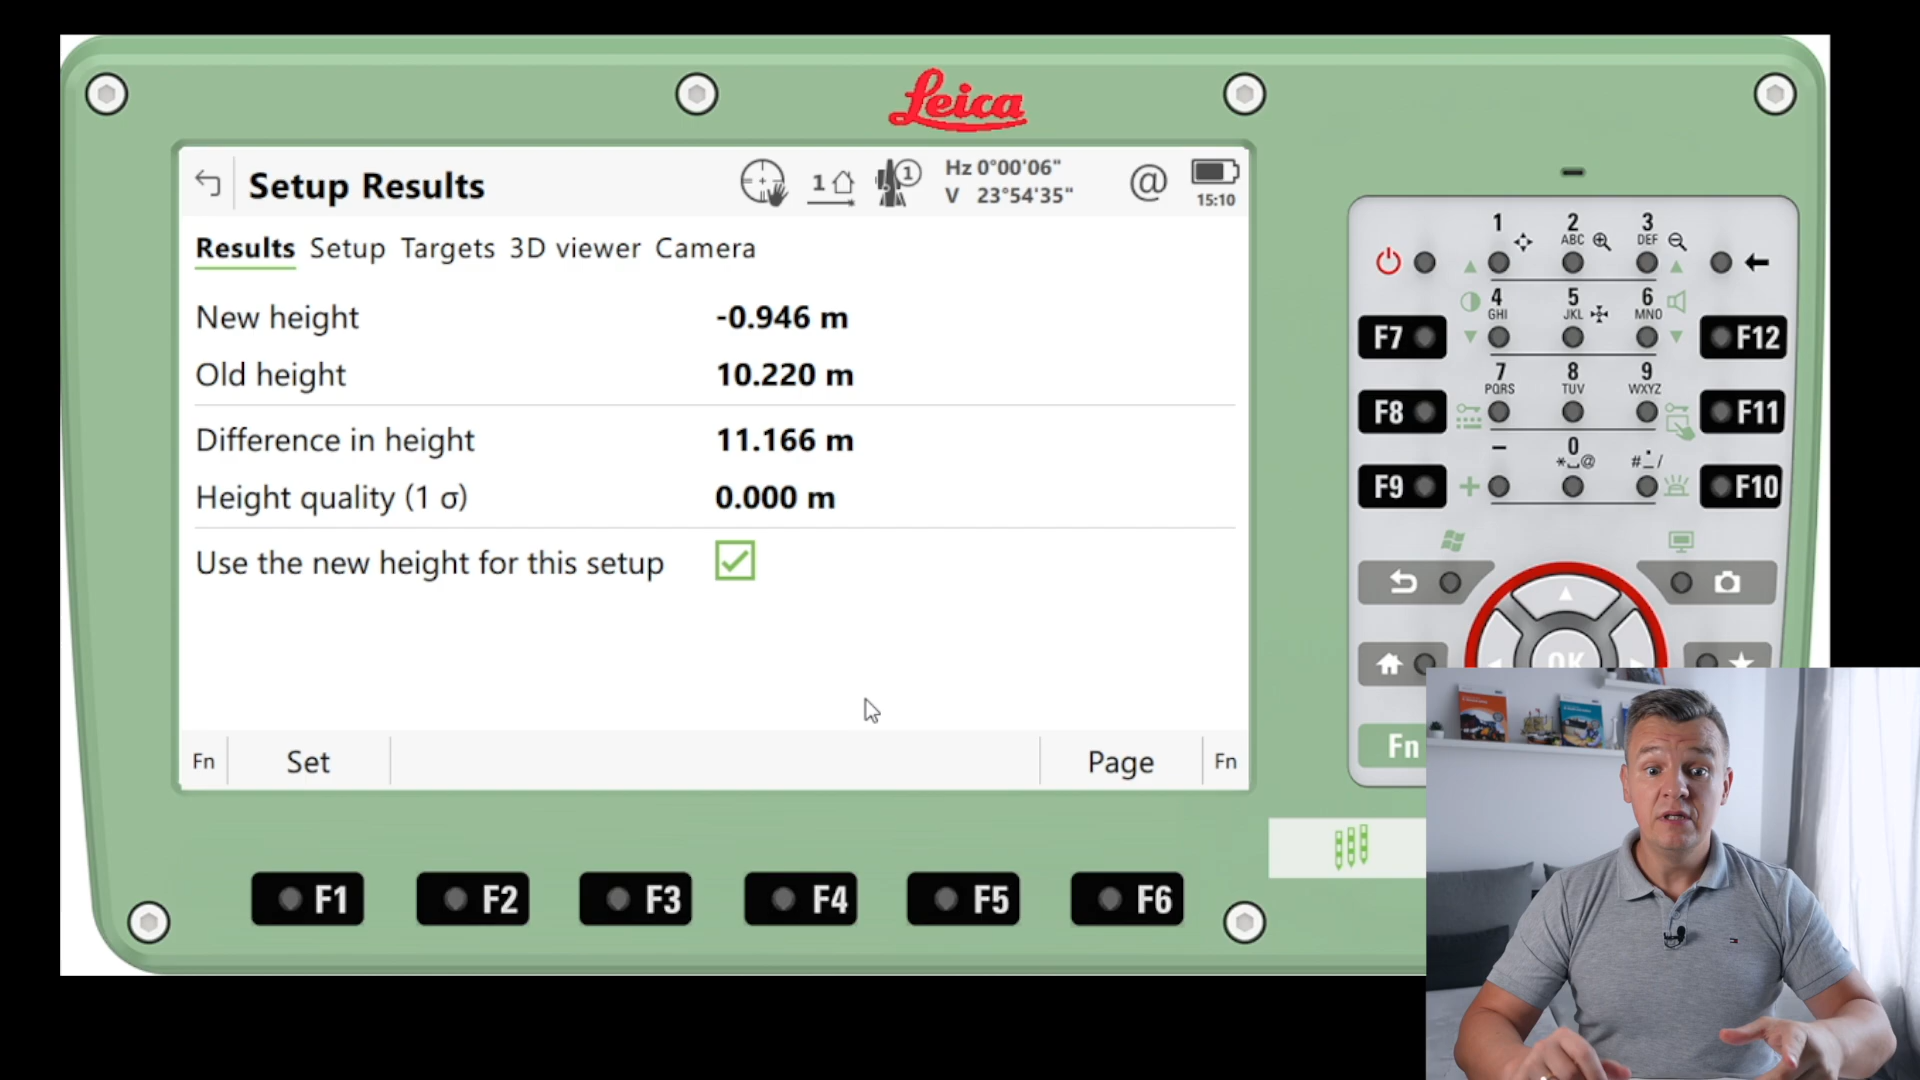 Leica
Setup Results
1
1
Hz 0°00'06"
V 23°54'35"
@
15:10
Results Setup Targets 3D viewer Camera
New height -0.946 m
Old height 10.220 m
Difference in height 11.166 m
Height quality (1 σ) 0.000 m
Use the new height for this setup
Fn Set Page Fn
F1 F2 F3 F4 F5 F6
1 2 3
ABC DEF
4 5 6
GHI JKL MNO
F7 F12
7 8 9
PQRS TUV WXYZ
F8 F11
- 0 .
*⎵@ #_/
F9 + F10
OK
Fn